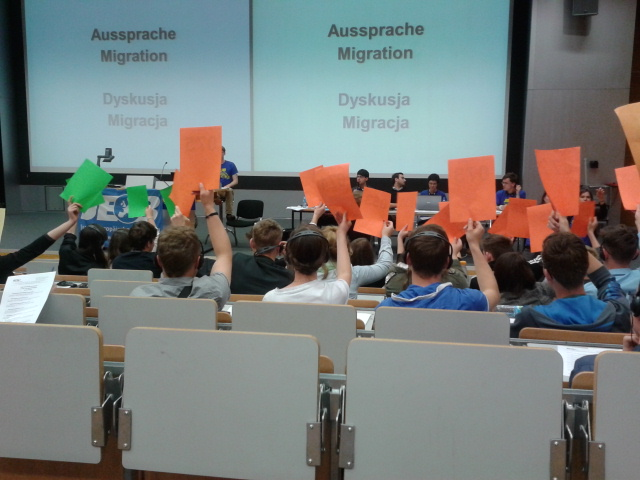 Aussprache
Migration
Dyskusja
Migracja
Aussprache
Migration
Dyskusja
Migracja